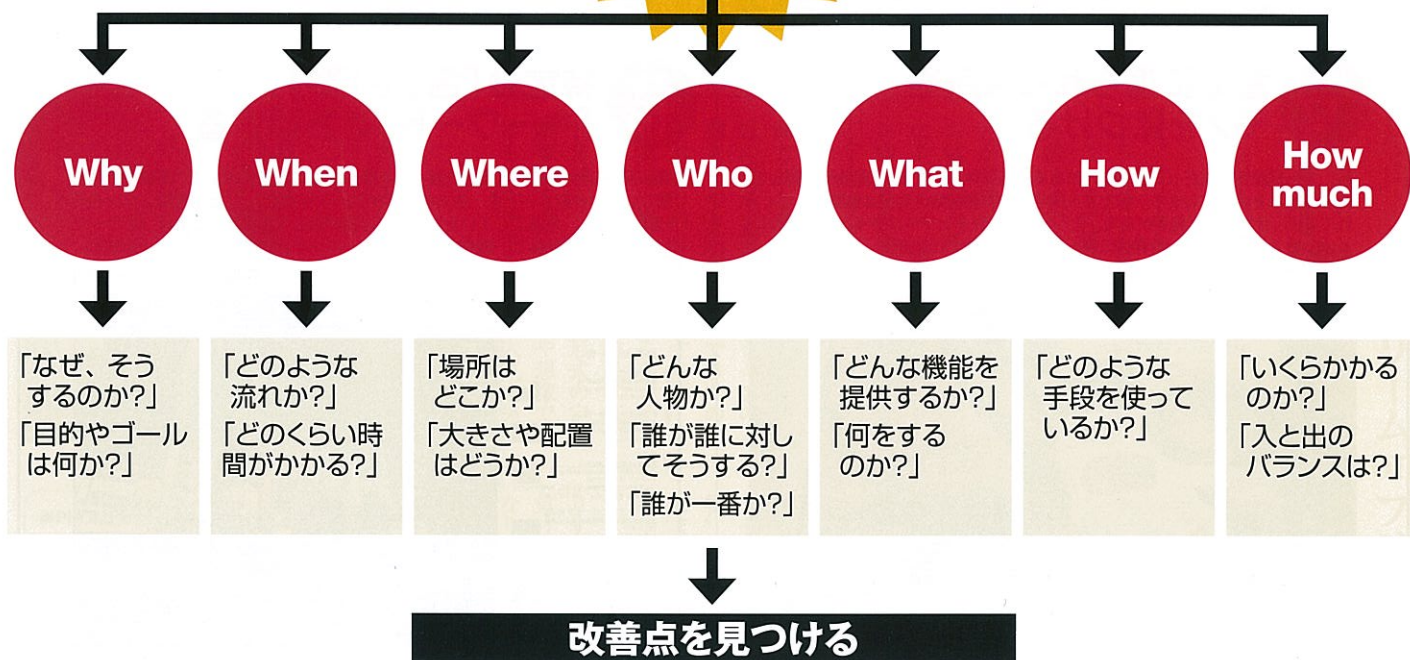 Why
When
Where
Who
What
How
How
much
「なぜ、そう
するのか?」
「目的やゴール
は何か?」
「どのような
流れか?」
「どのくらい時
間がかかる?」
「場所は
どこか?」
「大きさや配置
はどうか?」
「どんな
人物か?」
「誰が誰に対し
てそうする?」
「誰が一番か?」
「どんな機能を
提供するか?」
「何をする
のか?」
「どのような
手段を使って
いるか?」
「いくらかかる
のか?」
「入と出の
バランスは?」
改善点を見つける